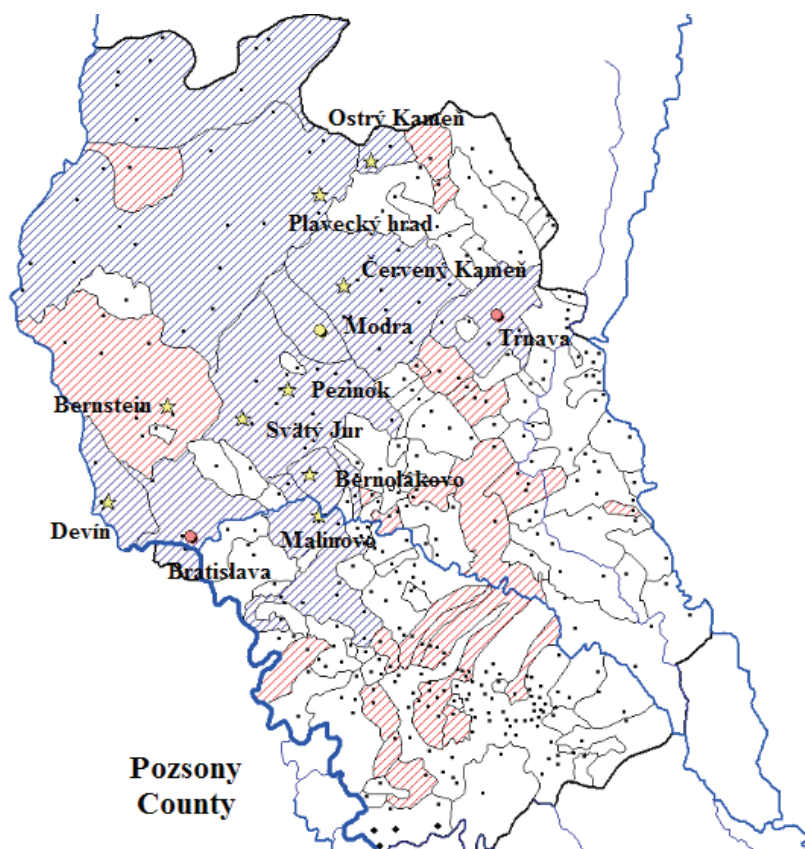 Ostrý Kameň
Plavecký hrad
Červený Kameň
Modra
Trnava
Pezinok
Bernstein
Svätý Jur
Bernolákovo
Devín
Malinovo
Bratislava
Pozsony
County